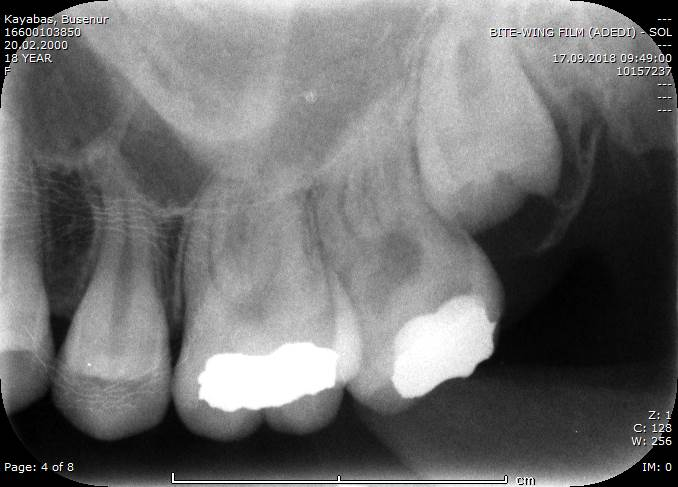 Kayabas, Busenur
16600103850
20.02.2000
18 YEAR
F
---
BITE-WING FILM (ADEDI) - SOL
---
17.09.2018 09:49:00
10157237
---
---
---
Z: 1
C: 128
W: 256
Page: 4 of 8
IM: 0
cm